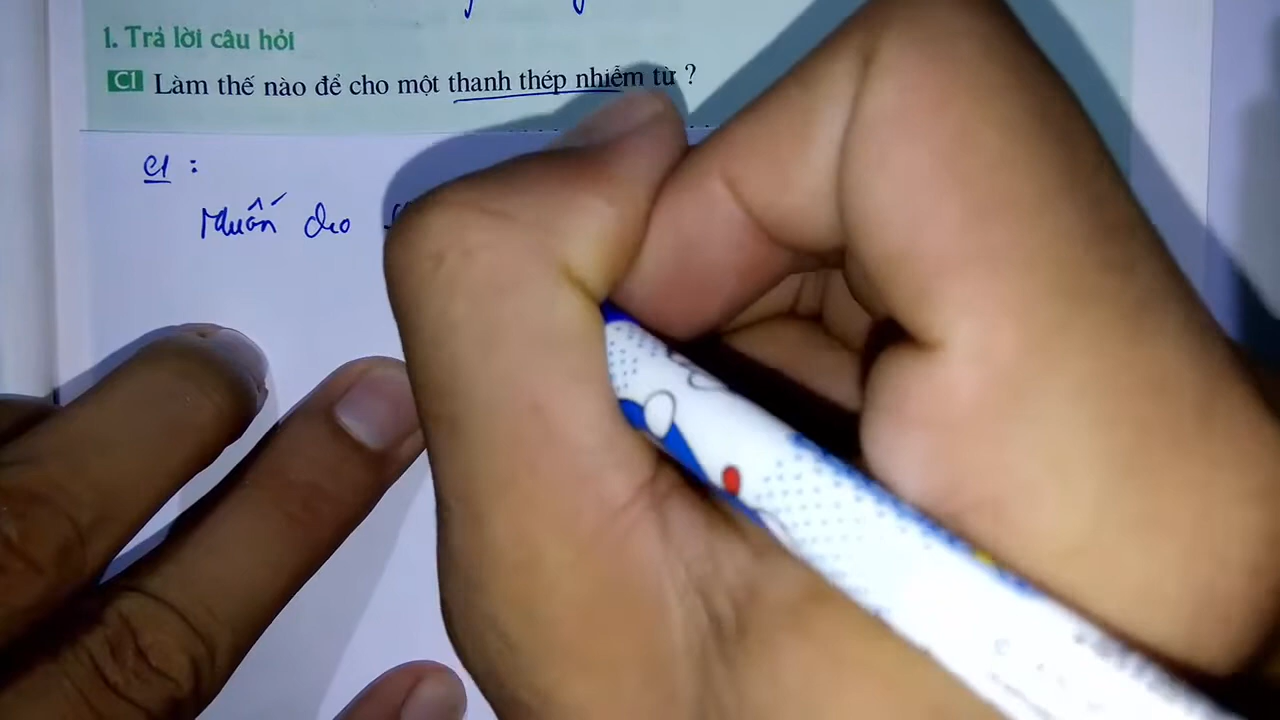 1. Trả lời câu hỏi
C1 Làm thế nào để cho một thanh thép nhiễm từ ?
C1 :
Muốn cho